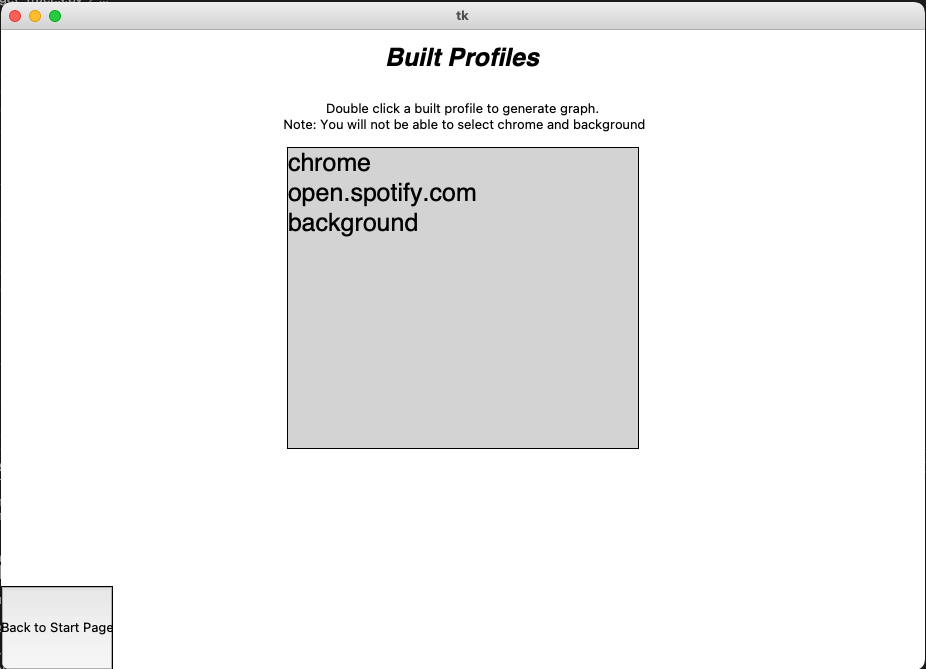 tk
Built Profiles
Double click a built profile to generate graph.
Note: You will not be able to select chrome and background
chrome
open.spotify.com
background
Back to Start Page